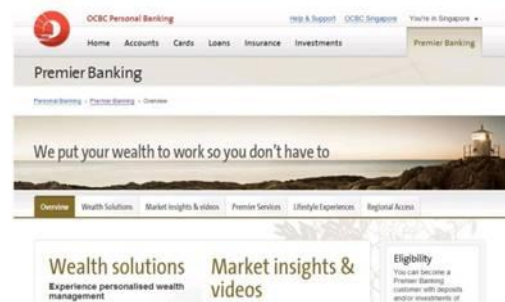 OCBC Personal Banking
Help & Support OCBC Singapore You're in Singapore
Home Accounts Cards Loans Insurance Investments Premier Banking
Premier Banking
Personal Banking > Premier Banking > Overview
We put your wealth to work so you don't have to
Overview Wealth Solutions Market insights & videos Premier Services Lifestyle Experiences Regional Access
Wealth solutions
Experience personalised wealth
management
Market insights &
videos
Eligibility
You can become a
Premier Banking
customer with deposits
and/or investments of